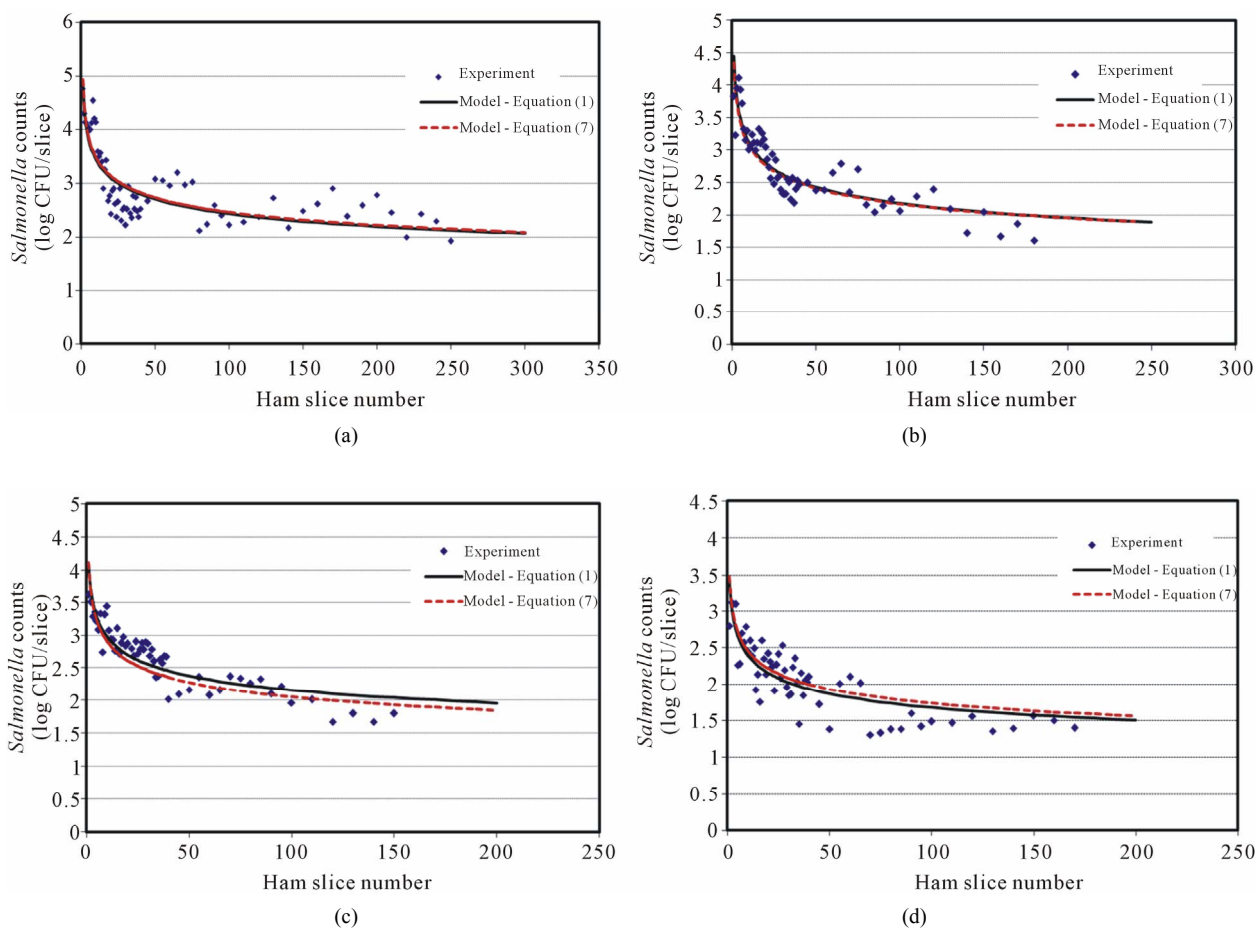 6
5
4
3
2
1
0
Salmonella counts
(log CFU/slice)
Experiment
Model - Equation (1)
Model - Equation (7)
0 50 100 150 200 250 300 350
Ham slice number
(a)
5
4.5
4
3.5
3
2.5
2
1.5
1
0.5
0
Salmonella counts
(log CFU/slice)
Experiment
Model - Equation (1)
Model - Equation (7)
0 50 100 150 200 250 300
Ham slice number
(b)
5
4.5
4
3.5
3
2.5
2
1.5
1
0.5
0
Salmonella counts
(log CFU/slice)
Experiment
Model - Equation (1)
Model - Equation (7)
0 50 100 150 200 250
Ham slice number
(c)
4.5
4
3.5
3
2.5
2
1.5
1
0.5
0
Salmonella counts
(log CFU/slice)
Experiment
Model - Equation (1)
Model - Equation (7)
0 50 100 150 200 250
Ham slice number
(d)